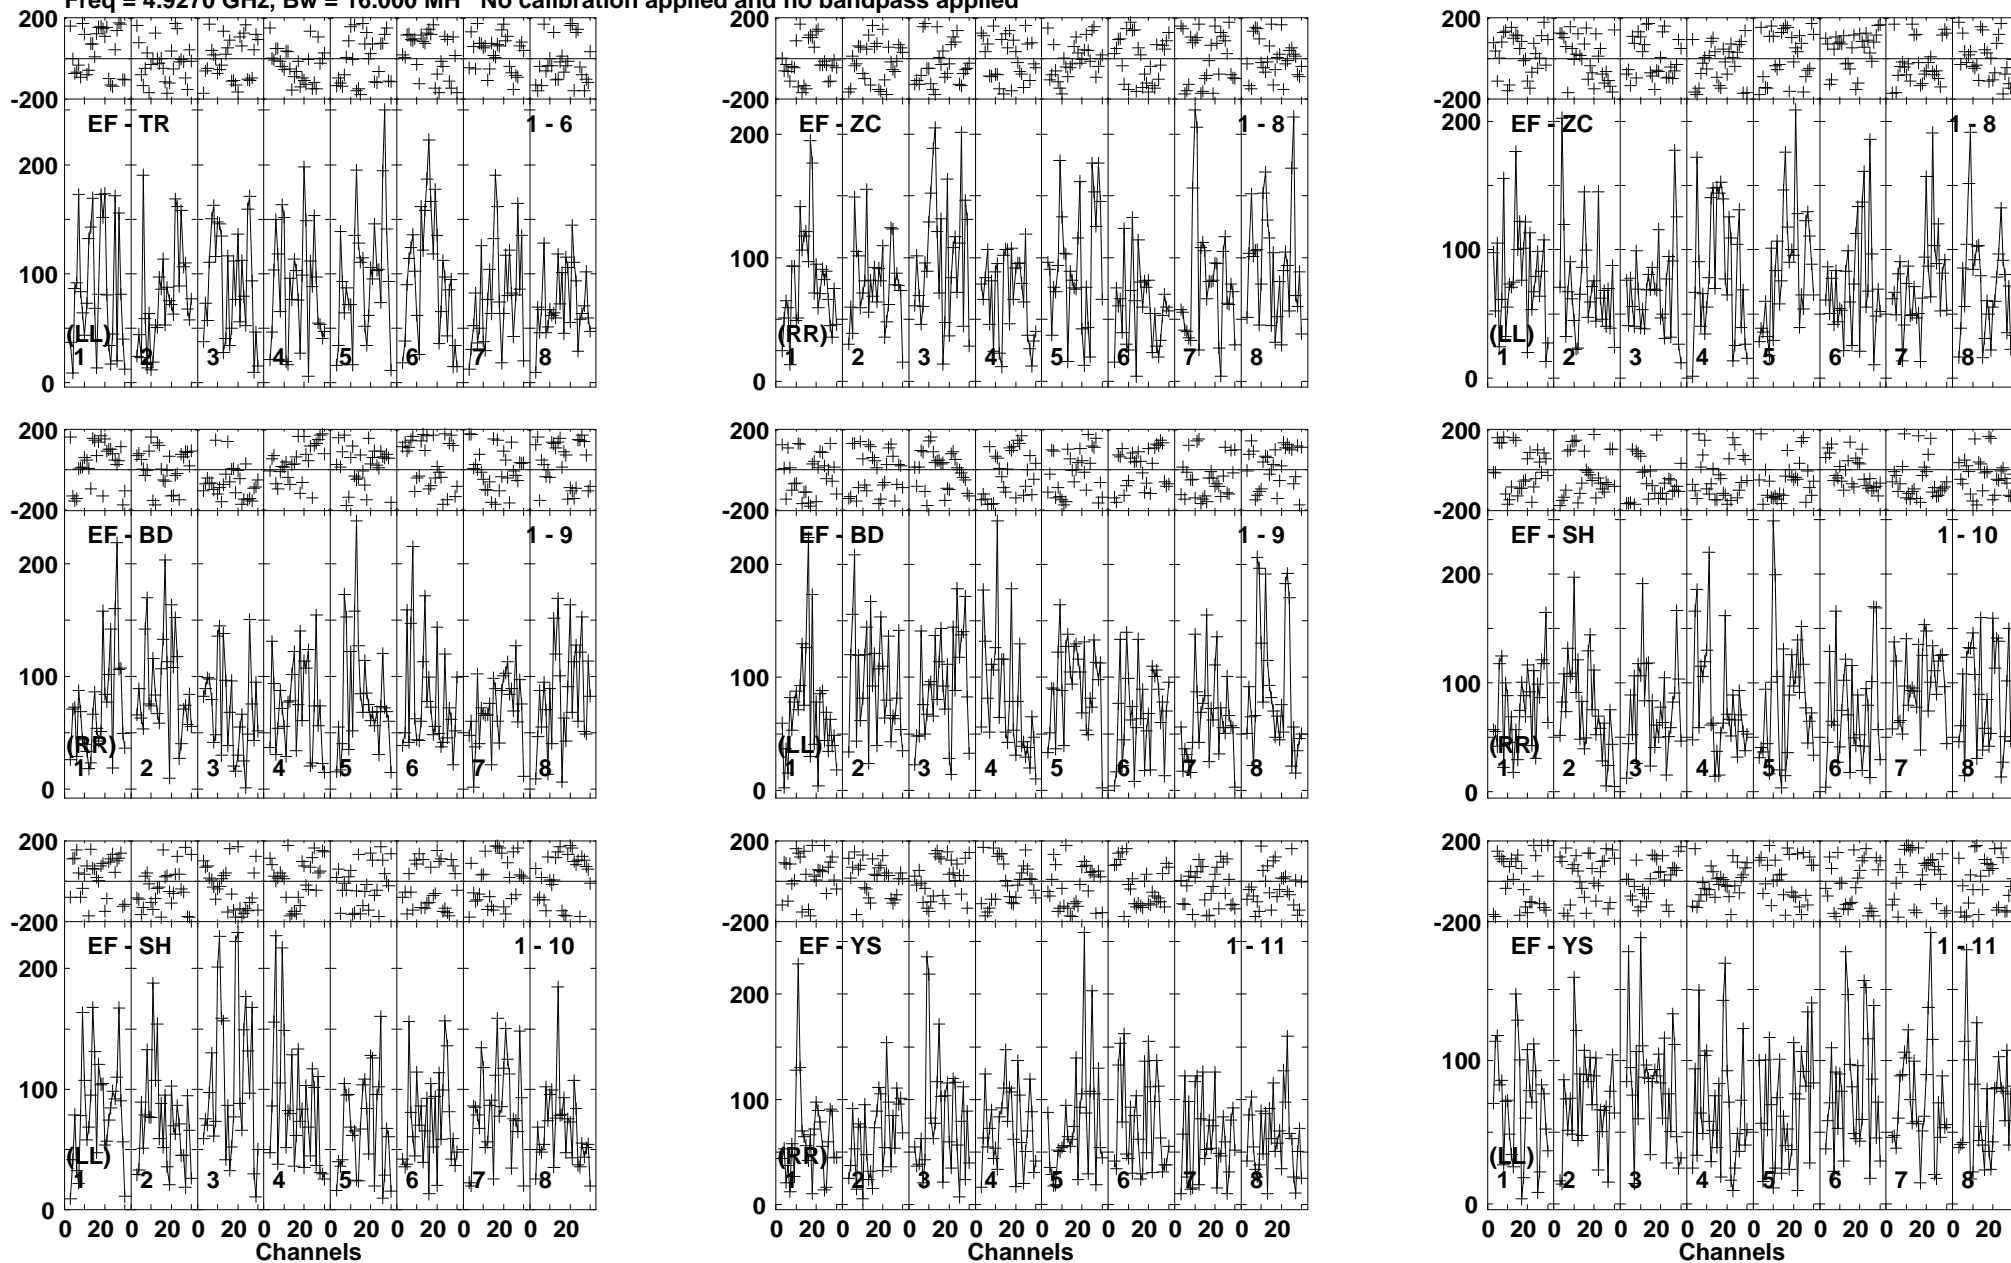 Freq = 4.9270 GHz, Bw = 16.000 MH   No calibration applied and no bandpass applied
200 200 200
-200 -200 -200
EF - TR 1 - 6 EF - ZC 1 - 8 EF - ZC 1 - 8
200 200 200
100 100 100
(LL) (RR) (LL)
1 2 3 4 5 6 7 8 1 2 3 4 5 6 7 8 1 2 3 4 5 6 7 8
0 0 0
200 200 200
-200 -200 -200
EF - BD 1 - 9 EF - BD 1 - 9 EF - SH 1 - 10
200 200 200
100 100 100
(RR) (LL) (RR)
1 2 3 4 5 6 7 8 1 2 3 4 5 6 7 8 1 2 3 4 5 6 7 8
0 0 0
200 200 200
-200 -200 -200
EF - SH 1 - 10 EF - YS 1 - 11 EF - YS 1 - 11
200 200 200
100 100 100
(LL) (RR) (LL)
1 2 3 4 5 6 7 8 1 2 3 4 5 6 7 8 1 2 3 4 5 6 7 8
0 0 0
0 20 0 20 0 20 0 20 0 20 0 20 0 20 0 20 0 20 0 20 0 20 0 20 0 20 0 20 0 20 0 20 0 20 0 20 0 20 0 20 0 20 0 20 0 20 0 20
Channels Channels Channels